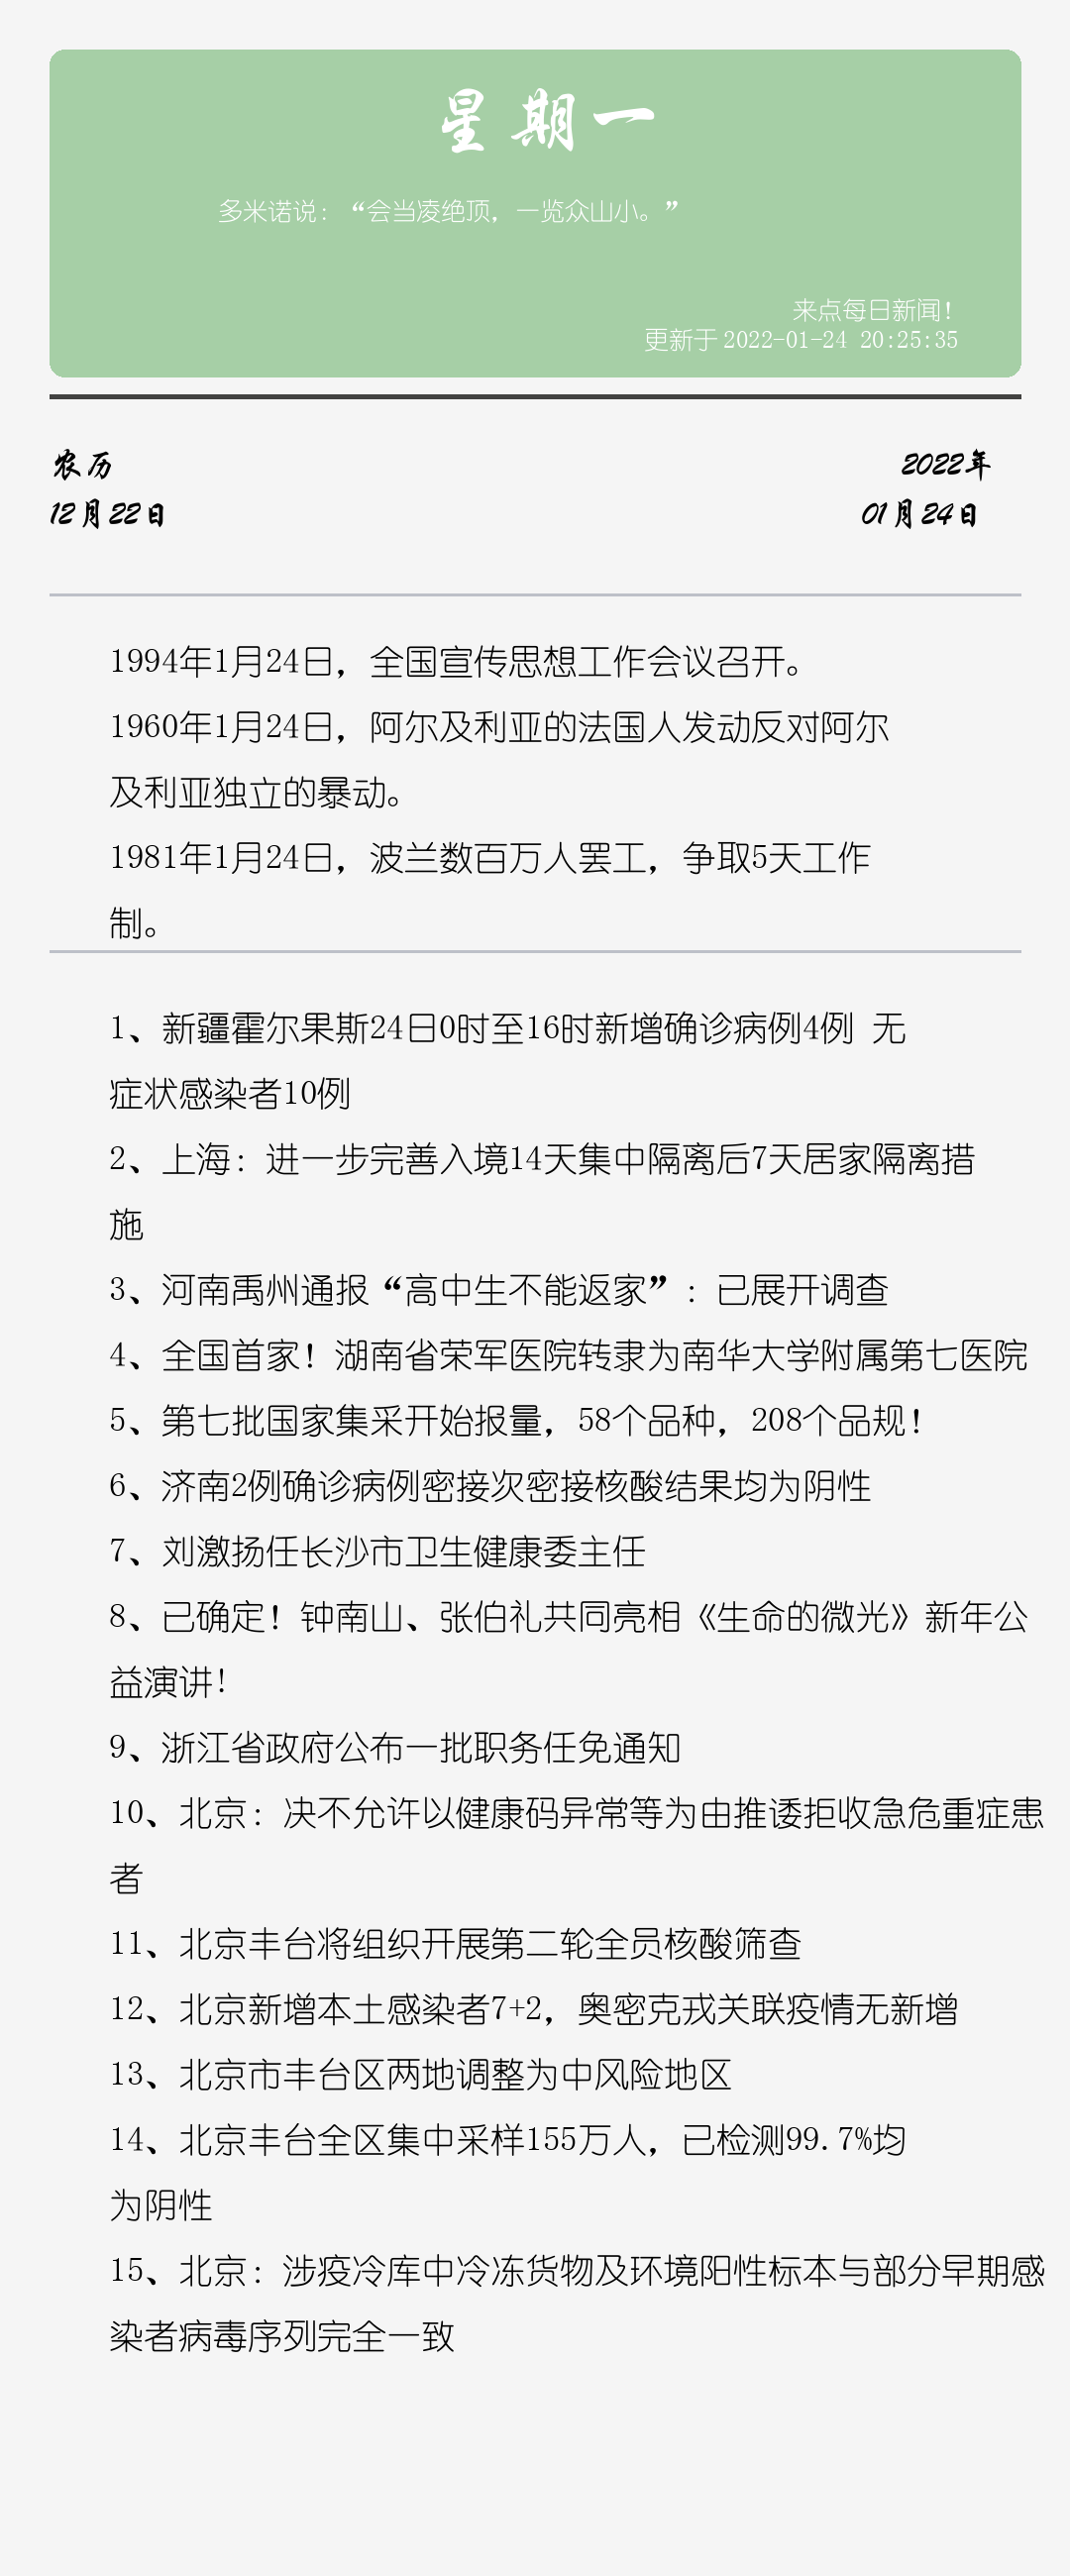 星期一
多米诺说：“会当凌绝顶，一览众山小。”
来点每日新闻！
更新于 2022-01-24 20:25:35
农历
2022年
12月22日
01月24日
1994年1月24日，全国宣传思想工作会议召开。
1960年1月24日，阿尔及利亚的法国人发动反对阿尔
及利亚独立的暴动。
1981年1月24日，波兰数百万人罢工，争取5天工作
制。
1、新疆霍尔果斯24日0时至16时新增确诊病例4例 无
症状感染者10例
2、上海：进一步完善入境14天集中隔离后7天居家隔离措
施
3、河南禹州通报“高中生不能返家”：已展开调查
4、全国首家！湖南省荣军医院转隶为南华大学附属第七医院
5、第七批国家集采开始报量，58个品种，208个品规！
6、济南2例确诊病例密接次密接核酸结果均为阴性
7、刘激扬任长沙市卫生健康委主任
8、已确定！钟南山、张伯礼共同亮相《生命的微光》新年公
益演讲！
9、浙江省政府公布一批职务任免通知
10、北京：决不允许以健康码异常等为由推诿拒收急危重症患
者
11、北京丰台将组织开展第二轮全员核酸筛查
12、北京新增本土感染者7+2，奥密克戎关联疫情无新增
13、北京市丰台区两地调整为中风险地区
14、北京丰台全区集中采样155万人，已检测99.7%均
为阴性
15、北京：涉疫冷库中冷冻货物及环境阳性标本与部分早期感
染者病毒序列完全一致